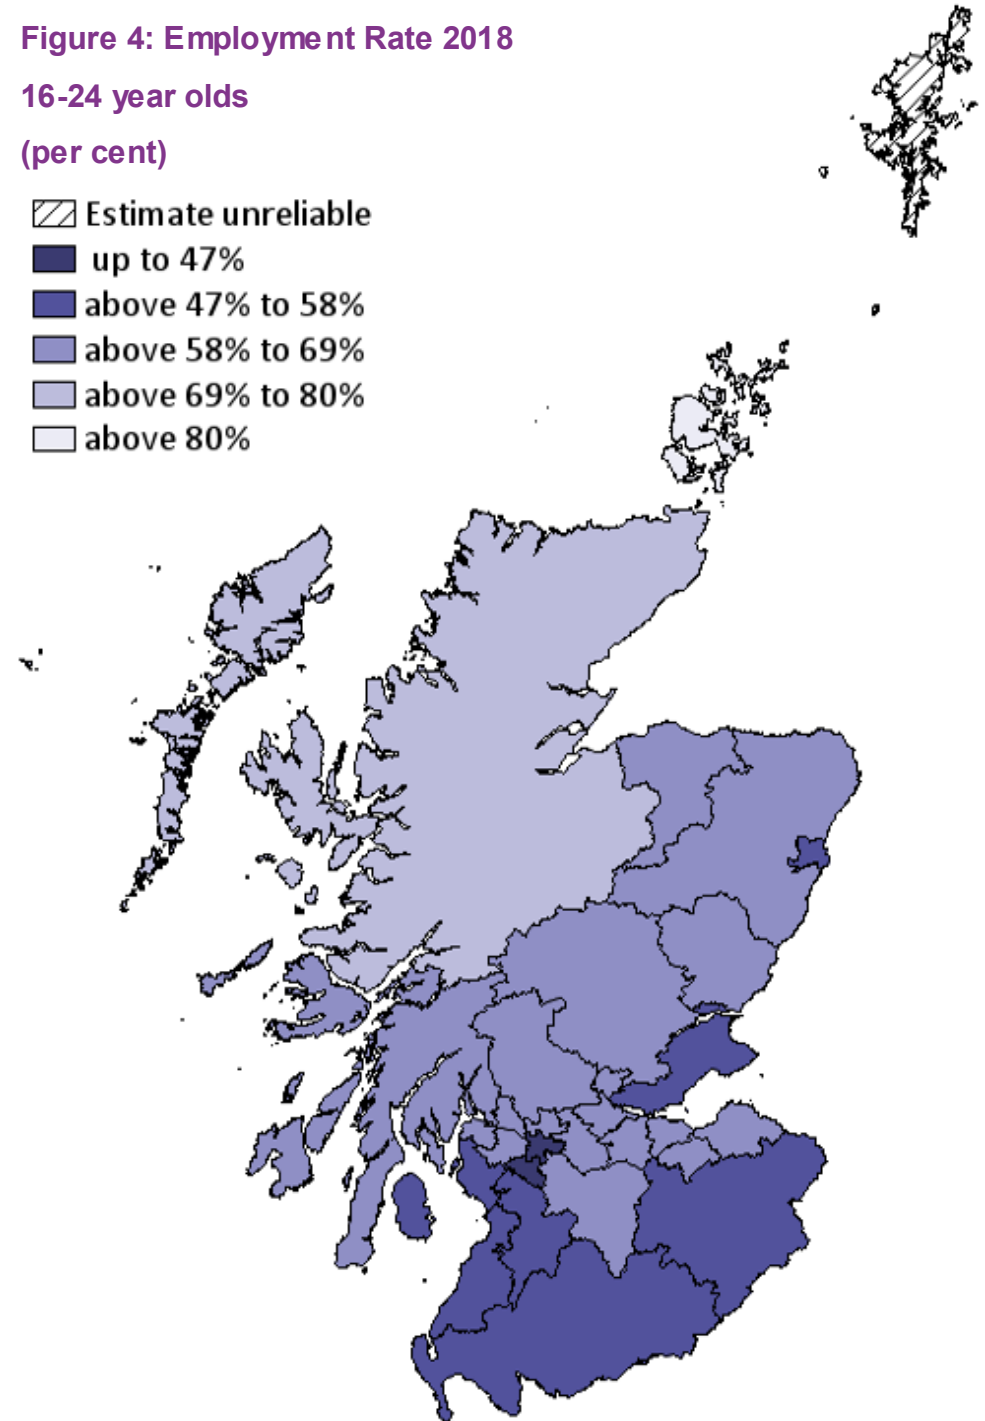 Figure 4: Employment Rate 2018
16-24 year olds
(per cent)
Estimate unreliable
up to 47%
above 47% to 58%
above 58% to 69%
above 69% to 80%
above 80%